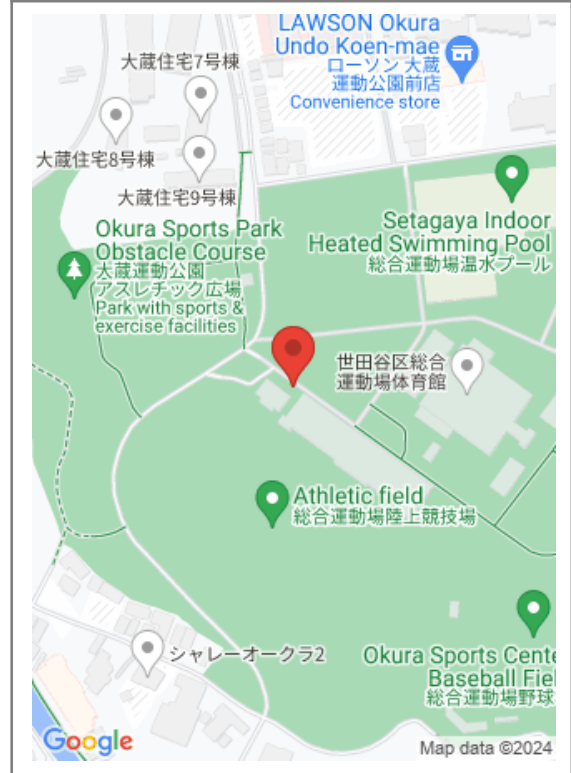 LAWSON Okura
Undo Koen-mae
ローソン 大蔵
運動公園前店
Convenience store
大蔵住宅7号棟
大蔵住宅8号棟
大蔵住宅9号棟
Okura Sports Park
Obstacle Course
大蔵運動公園
アスレチック広場
Park with sports &
exercise facilities
Setagaya Indoor
Heated Swimming Pool
総合運動場温水プール
世田谷区総合
運動場体育館
Athletic field
総合運動場陸上競技場
シャレーオークラ2
Okura Sports Cente
Baseball Fie
総合運動場野球
Google
Map data ©2024